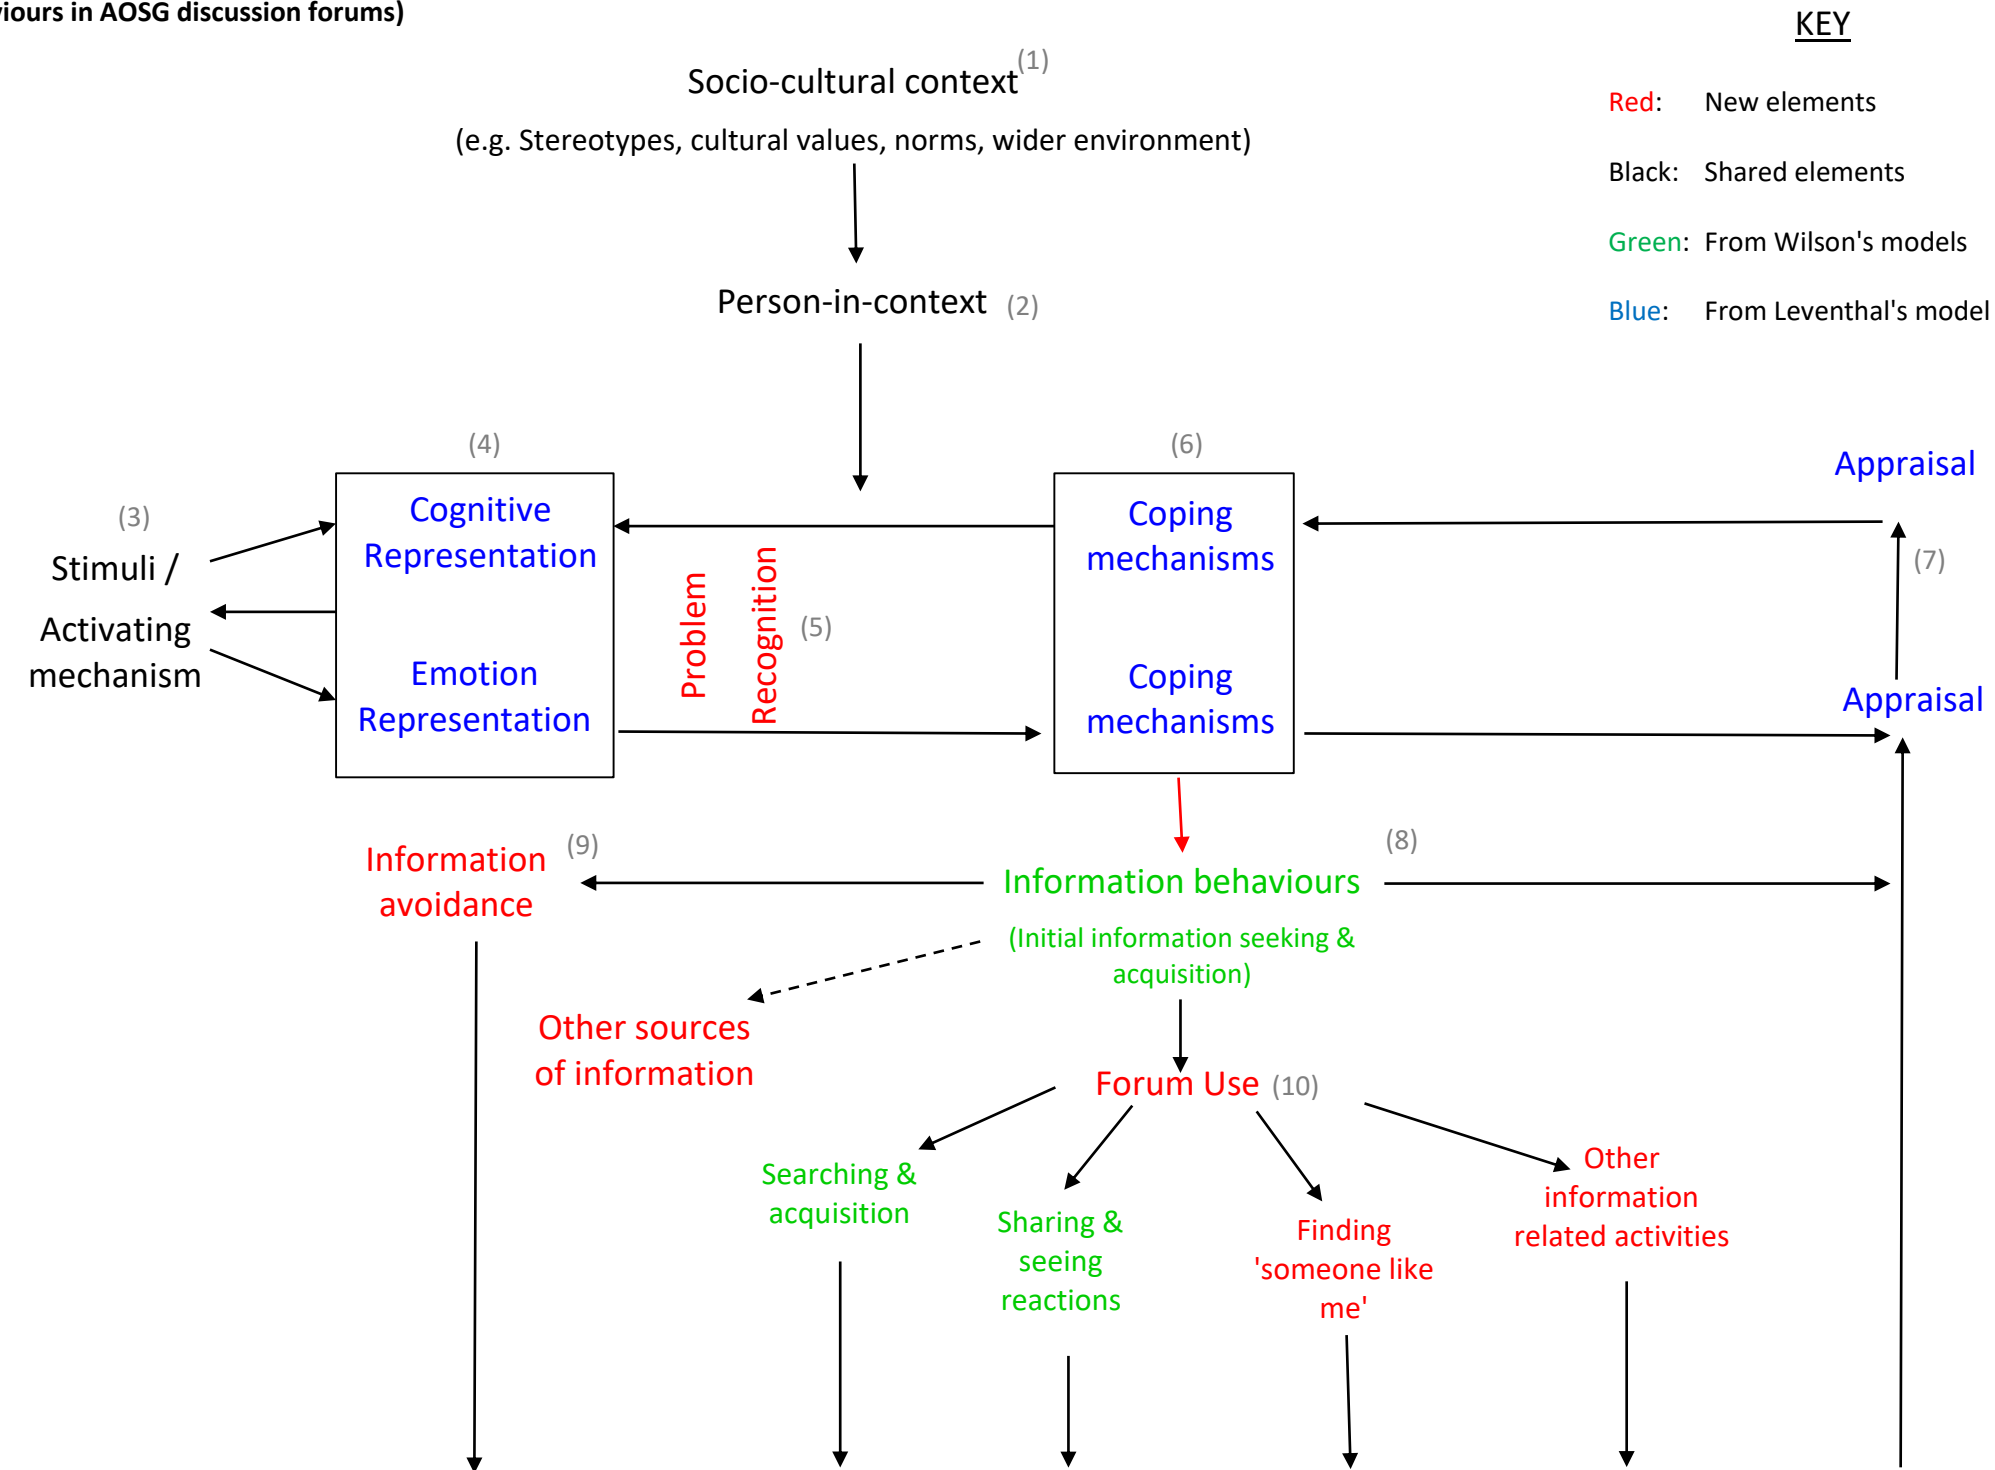 viours in AOSG discussion forums)
KEY
Red: New elements
Black: Shared elements
Green: From Wilson's models
Blue: From Leventhal's model
Socio-cultural context (1)
(e.g. Stereotypes, cultural values, norms, wider environment)
Person-in-context (2)
(3)
Stimuli /
Activating
mechanism
(4)
Cognitive
Representation
Emotion
Representation
Problem
Recognition
(5)
(6)
Coping
mechanisms
Coping
mechanisms
Appraisal
(7)
Appraisal
(8)
Information behaviours
(Initial information seeking &
acquisition)
(9)
Information
avoidance
Other sources
of information
Forum Use (10)
Searching &
acquisition
Sharing &
seeing
reactions
Finding
'someone like
me'
Other
information
related activities